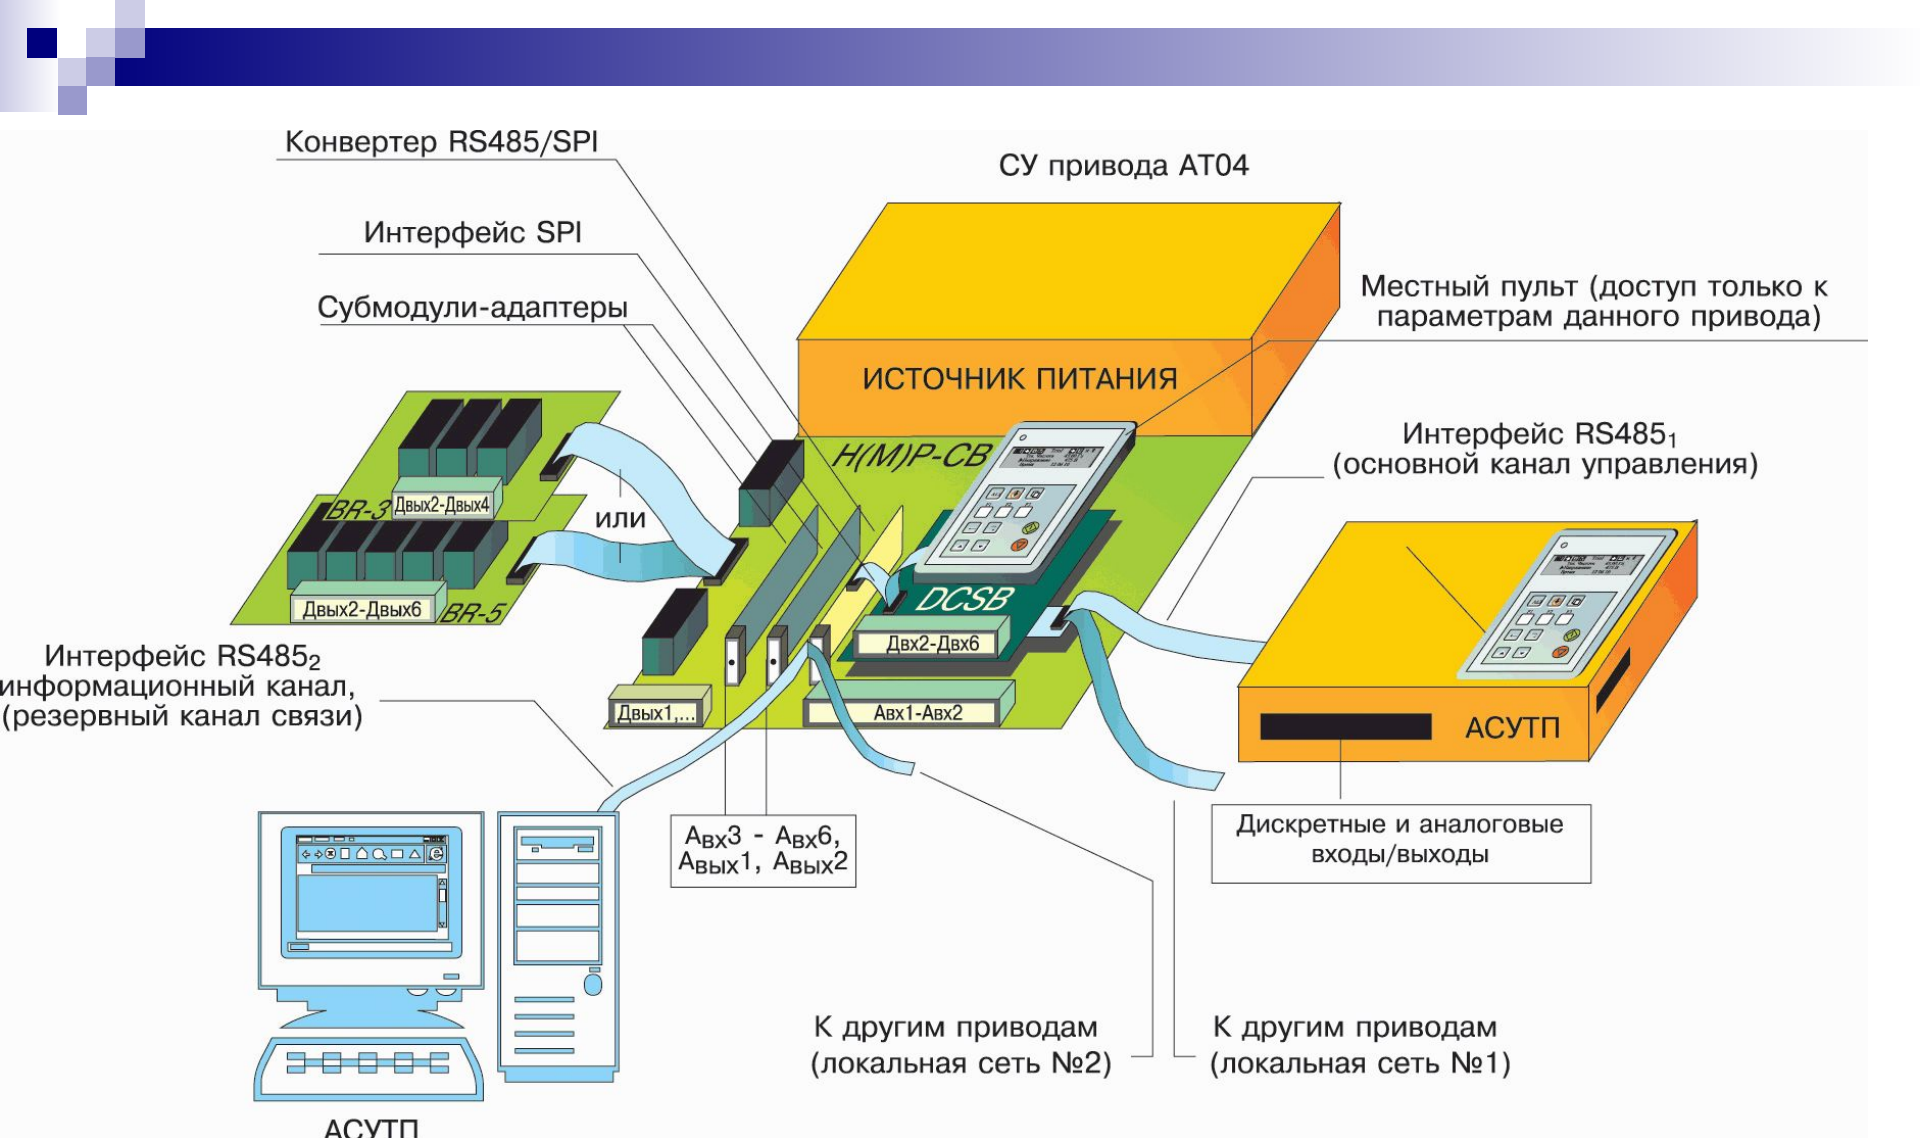 Конвертер RS485/SPI
СУ привода АТ04
Интерфейс SPI
Субмодули-адаптеры
Местный пульт (доступ только к
параметрам данного привода)
ИСТОЧНИК ПИТАНИЯ
Интерфейс RS485₁
(основной канал управления)
Н(М)Р-СВ
BR-3
Двых2-Двых4
или
Двых2-Двых6
BR-5
DCSB
Двх2-Двх6
Двых1,...
Авх1-Авх2
АСУТП
Интерфейс RS485₂
информационный канал,
(резервный канал связи)
Авх3 - Авх6,
Авых1, Авых2
Дискретные и аналоговые
входы/выходы
К другим приводам
(локальная сеть №2)
К другим приводам
(локальная сеть №1)
АСУТП